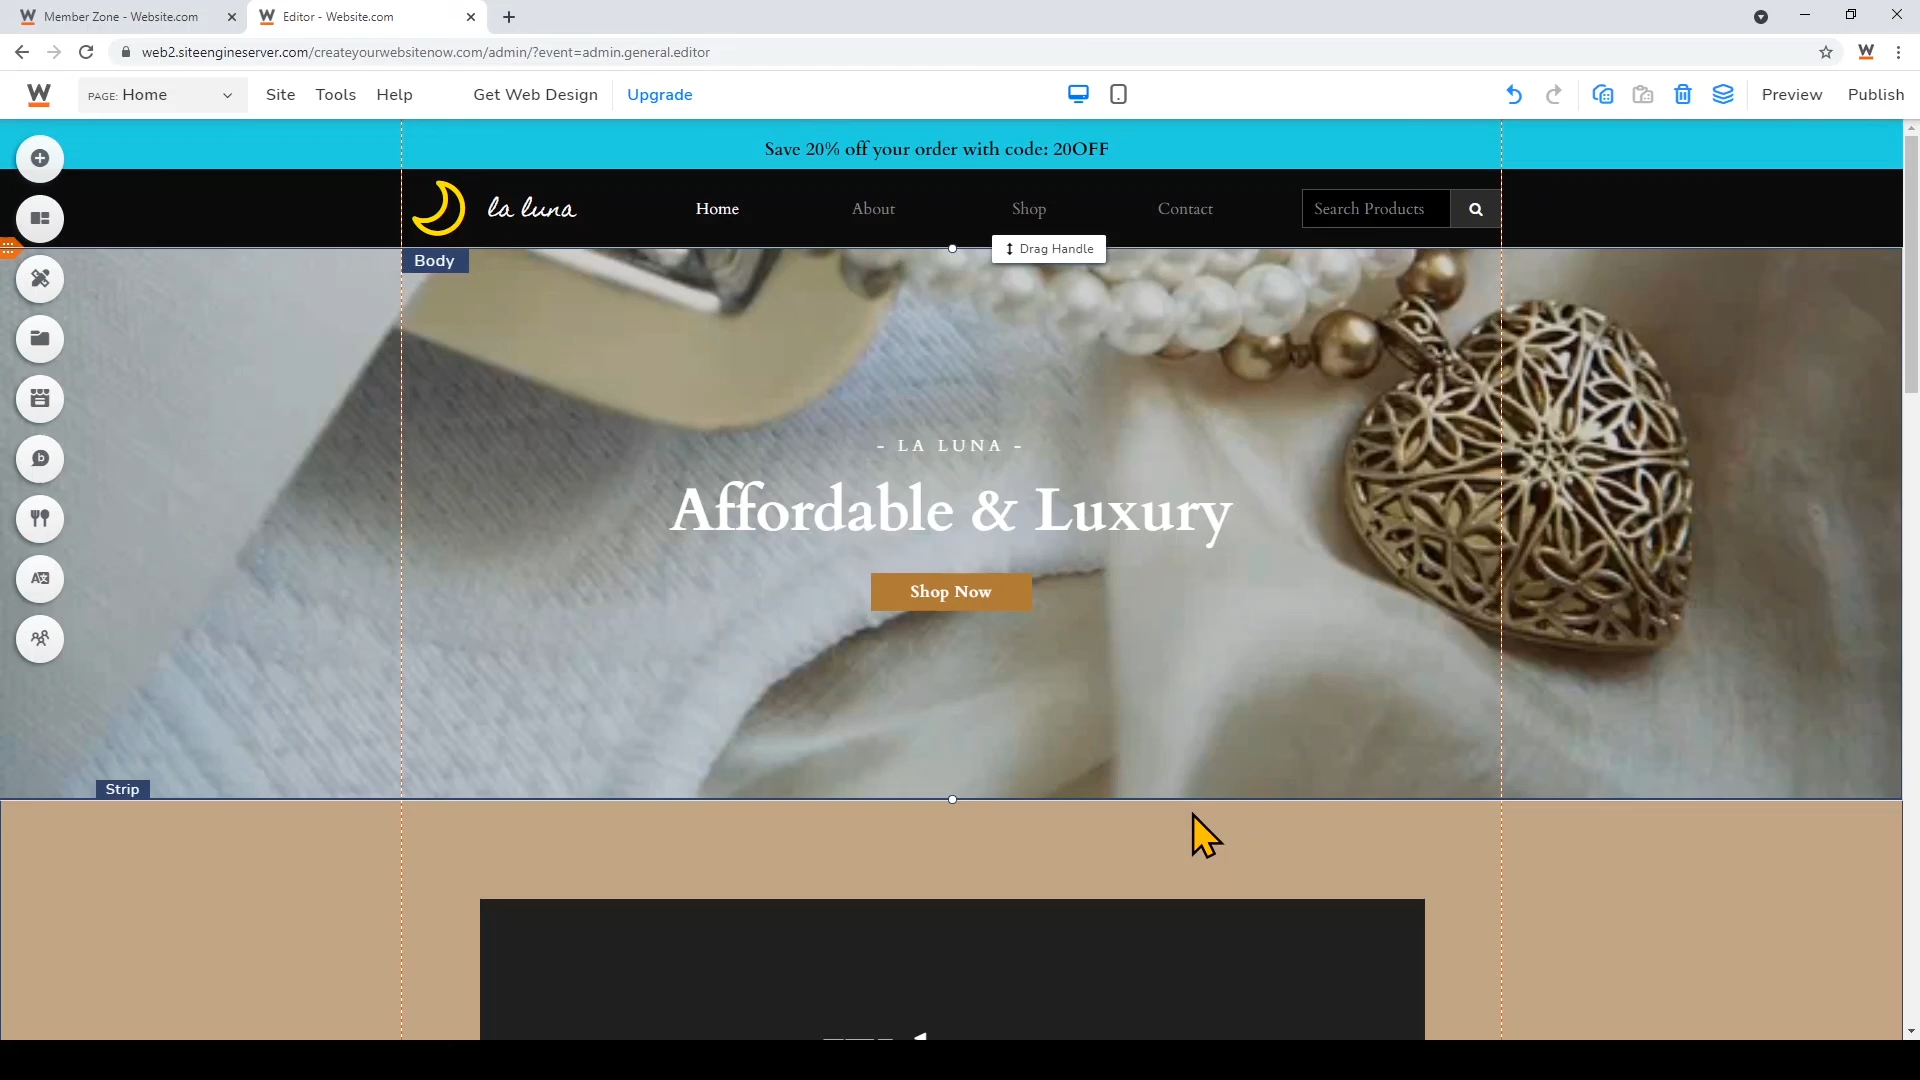 Member Zone - Website.com
Editor - Website.com
web2.siteengineserver.com/createyourwebsitenow.com/admin/?event=admin.general.editor
W
PAGE: Home
Site
Tools
Help
Get Web Design
Upgrade
Preview
Publish
Save 20% off your order with code: 20OFF
la luna
Home
About
Shop
Contact
Search Products
Drag Handle
Body
- LA LUNA -
Affordable & Luxury
Shop Now
Strip